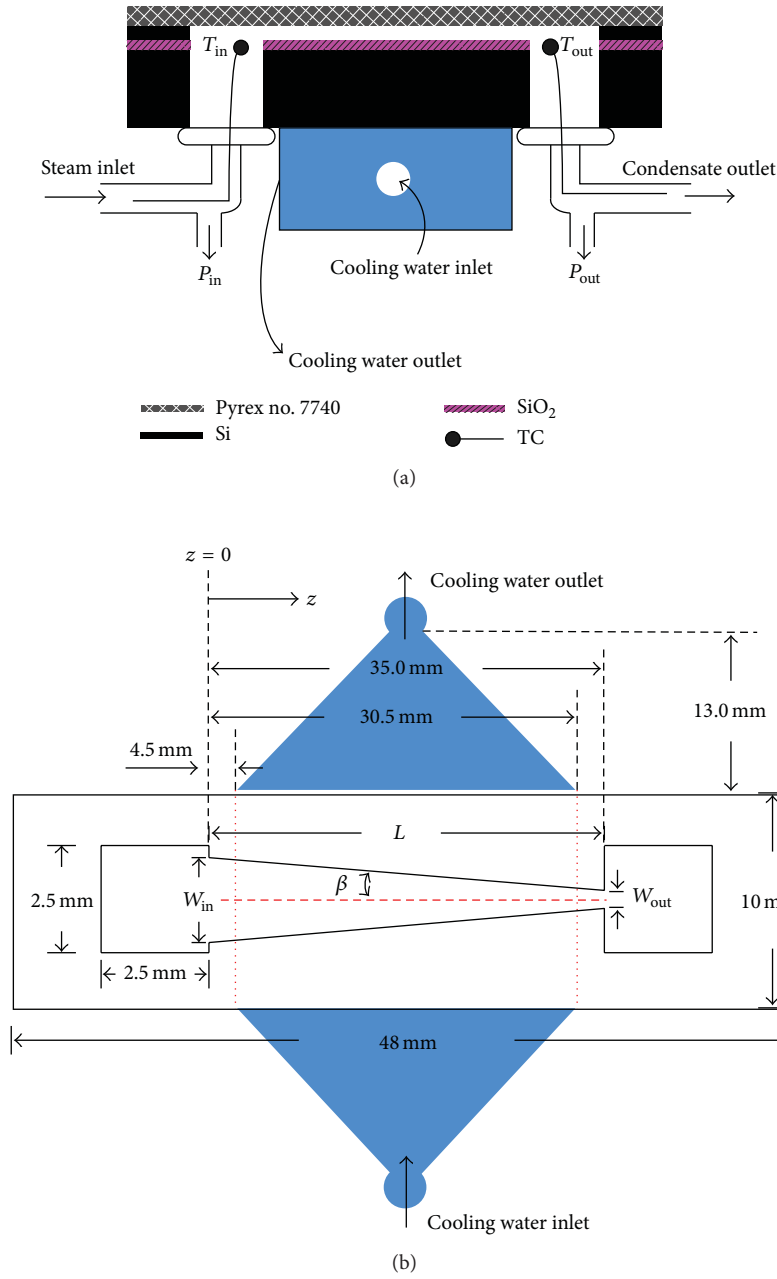 T_in
T_out
Steam inlet
Condensate outlet
P_in
Cooling water inlet
P_out
Cooling water outlet
Pyrex no. 7740
SiO₂
Si
TC
(a)
z = 0
Cooling water outlet
z
35.0 mm
13.0 mm
30.5 mm
4.5 mm
L
β
2.5 mm
W_in
W_out
10 m
2.5 mm
48 mm
Cooling water inlet
(b)